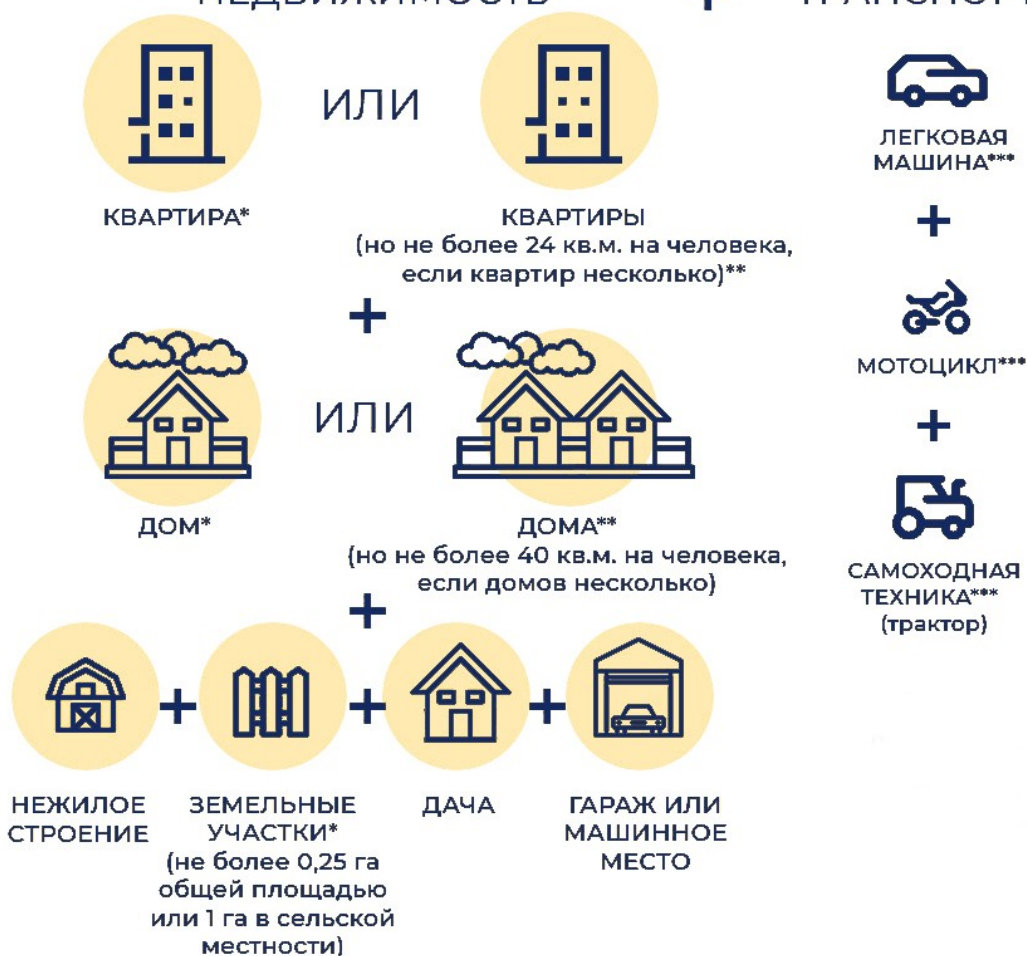 НЕДВИЖИМОСТЬ + ТРАНСПОРТ
ИЛИ
КВАРТИРА*
КВАРТИРЫ
(но не более 24 кв.м. на человека,
если квартир несколько)**
+
ИЛИ
ДОМ*
ДОМА**
(но не более 40 кв.м. на человека,
если домов несколько)
+
+ + +
НЕЖИЛОЕ
СТРОЕНИЕ
ЗЕМЕЛЬНЫЕ
УЧАСТКИ*
(не более 0,25 га
общей площадью
или 1 га в сельской
местности)
ДАЧА
ГАРАЖ ИЛИ
МАШИННОЕ
МЕСТО
ЛЕГКОВАЯ
МАШИНА***
+
МОТОЦИКЛ***
+
САМОХОДНАЯ
ТЕХНИКА***
(трактор)